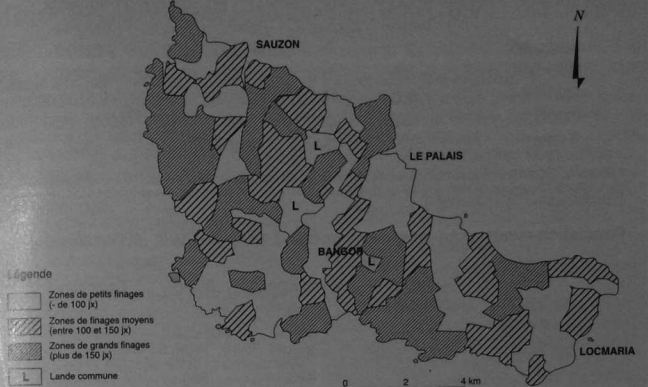 N
SAUZON
L
LE PALAIS
L
BANGOR
L
Légende
Zones de petits finages
(- de 100 jx)
Zones de finages moyens
(entre 100 et 150 jx)
Zones de grands finages
(plus de 150 jx)
L Lande commune
LOCMARIA
0 2 4 km